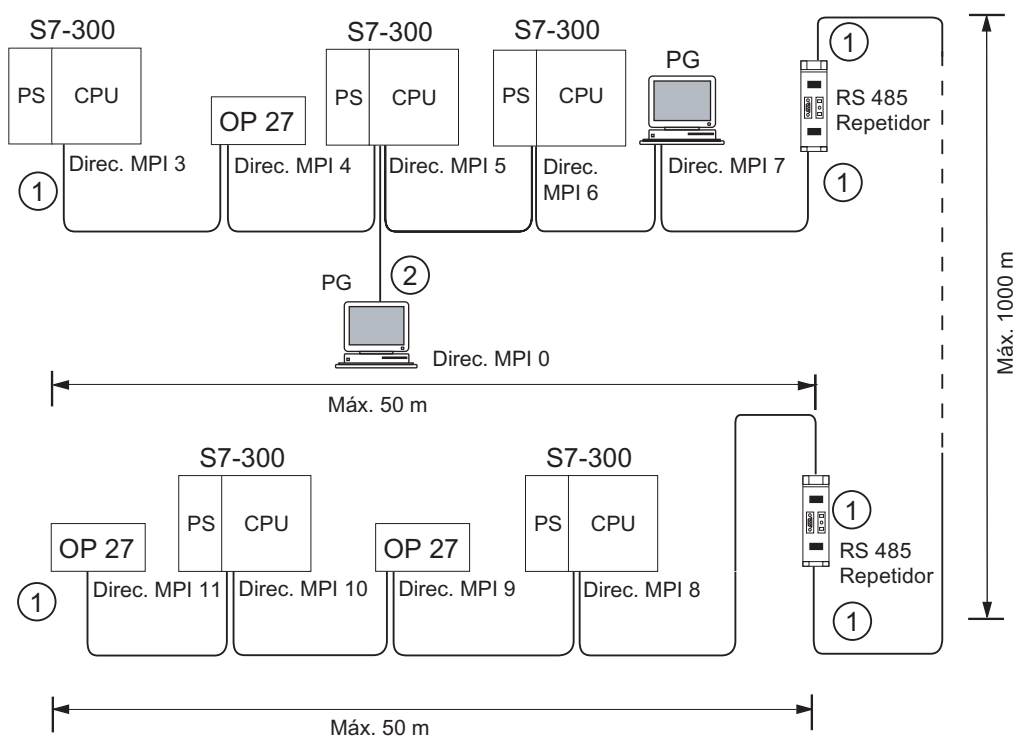 S7-300
S7-300
S7-300
PG
PS
CPU
OP 27
PS
CPU
PS
CPU
RS 485
Repetidor
Direc. MPI 3
Direc. MPI 4
Direc. MPI 5
Direc.
MPI 6
Direc. MPI 7
1
1
1
PG
2
Direc. MPI 0
Máx. 50 m
Máx. 1000 m
S7-300
S7-300
OP 27
PS
CPU
OP 27
PS
CPU
1
RS 485
Repetidor
Direc. MPI 11
Direc. MPI 10
Direc. MPI 9
Direc. MPI 8
1
1
Máx. 50 m